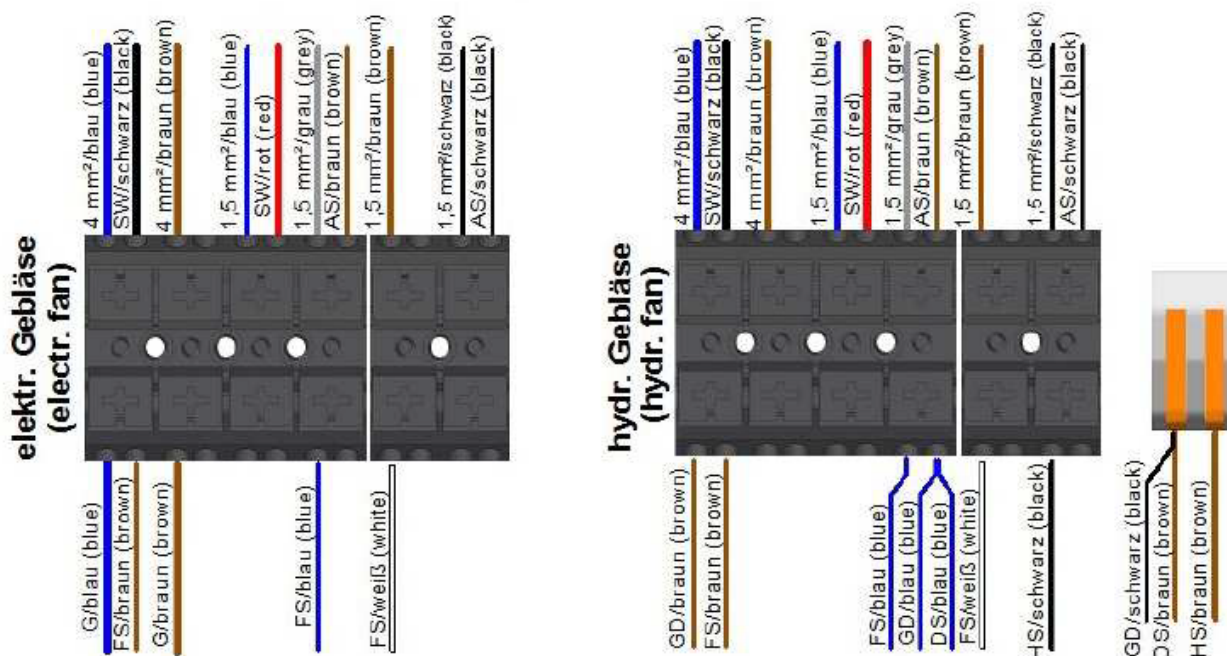 4 mm²/blau (blue)
SW/schwarz (black)
4 mm²/braun (brown)
1,5 mm²/blau (blue)
SW/rot (red)
1,5 mm²/grau (grey)
AS/braun (brown)
1,5 mm²/braun (brown)
1,5 mm²/schwarz (black)
AS/schwarz (black)
elektr. Gebläse
(electr. fan)
G/blau (blue)
FS/braun (brown)
G/braun (brown)
FS/blau (blue)
FS/weiß (white)
4 mm²/blau (blue)
SW/schwarz (black)
4 mm²/braun (brown)
1,5 mm²/blau (blue)
SW/rot (red)
1,5 mm²/grau (grey)
AS/braun (brown)
1,5 mm²/braun (brown)
1,5 mm²/schwarz (black)
AS/schwarz (black)
hydr. Gebläse
(hydr. fan)
GD/braun (brown)
FS/braun (brown)
FS/blau (blue)
GD/blau (blue)
DS/blau (blue)
FS/weiß (white)
HS/schwarz (black)
GD/schwarz (black)
DS/braun (brown)
HS/braun (brown)